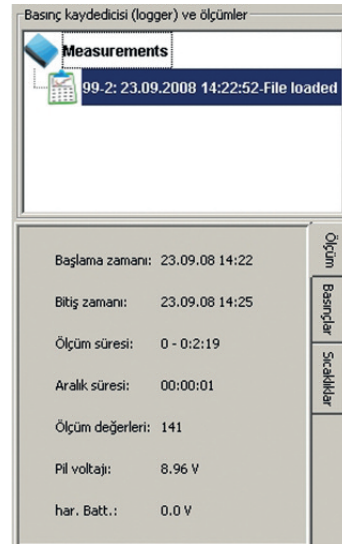 Basınç kaydedicisi (logger) ve ölçümler
Measurements
99-2: 23.09.2008 14:22:52-File loaded
Başlama zamanı: 23.09.08 14:22
Bitiş zamanı: 23.09.08 14:25
Ölçüm süresi: 0 - 0:2:19
Aralık süresi: 00:00:01
Ölçüm değerleri: 141
Pil voltajı: 8.96 V
har. Batt.: 0.0 V
Ölçüm
Basınçlar
Sıcaklıklar